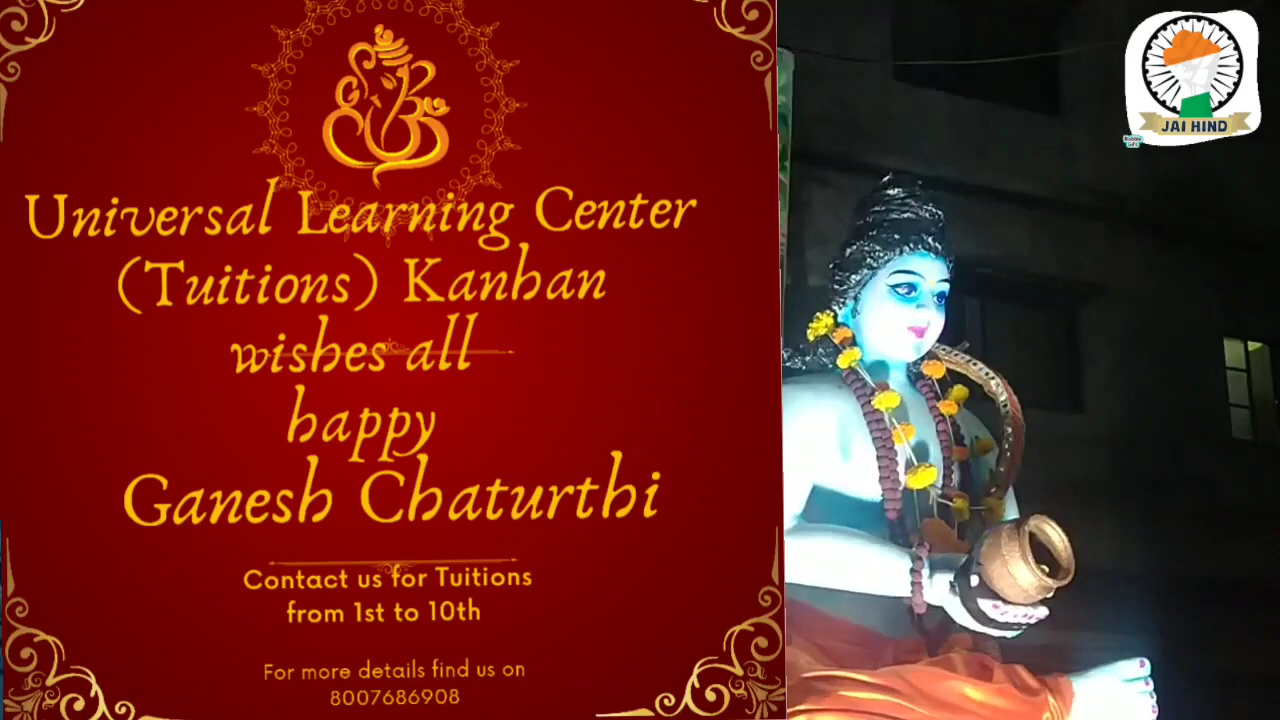 Universal Learning Center
(Tuitions) Kanhan
wishes all
happy
Ganesh Chaturthi
Contact us for Tuitions
from 1st to 10th
For more details find us on
8007686908
JAI HIND